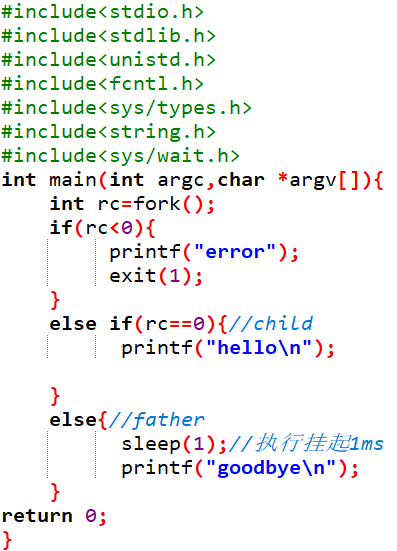 #include<stdio.h>
#include<stdlib.h>
#include<unistd.h>
#include<fcntl.h>
#include<sys/types.h>
#include<string.h>
#include<sys/wait.h>
int main(int argc,char *argv[]){
    int rc=fork();
    if(rc<0){
         printf("error");
         exit(1);
    }
    else if(rc==0){//child
          printf("hello\n");

    }
    else{//father
          sleep(1);//执行挂起1ms
          printf("goodbye\n");
    }
return 0;
}